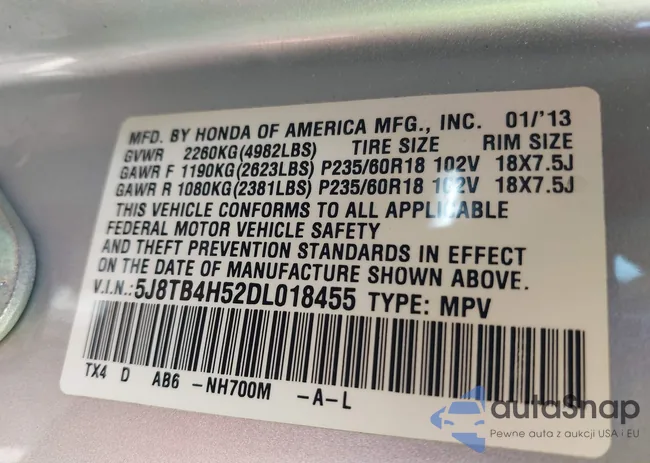 MFD. BY HONDA OF AMERICA MFG., INC. 01/'13
GVWR 2260KG(4982LBS) TIRE SIZE RIM SIZE
GAWR F 1190KG(2623LBS) P235/60R18 102V 18X7.5J
GAWR R 1080KG(2381LBS) P235/60R18 102V 18X7.5J
THIS VEHICLE CONFORMS TO ALL APPLICABLE
FEDERAL MOTOR VEHICLE SAFETY
AND THEFT PREVENTION STANDARDS IN EFFECT
ON THE DATE OF MANUFACTURE SHOWN ABOVE.
V.I.N.: 5J8TB4H52DL018455 TYPE: MPV
TX4 D AB6 -NH700M -A-L
autaSnap
Pewne auta z aukcji USA i EU